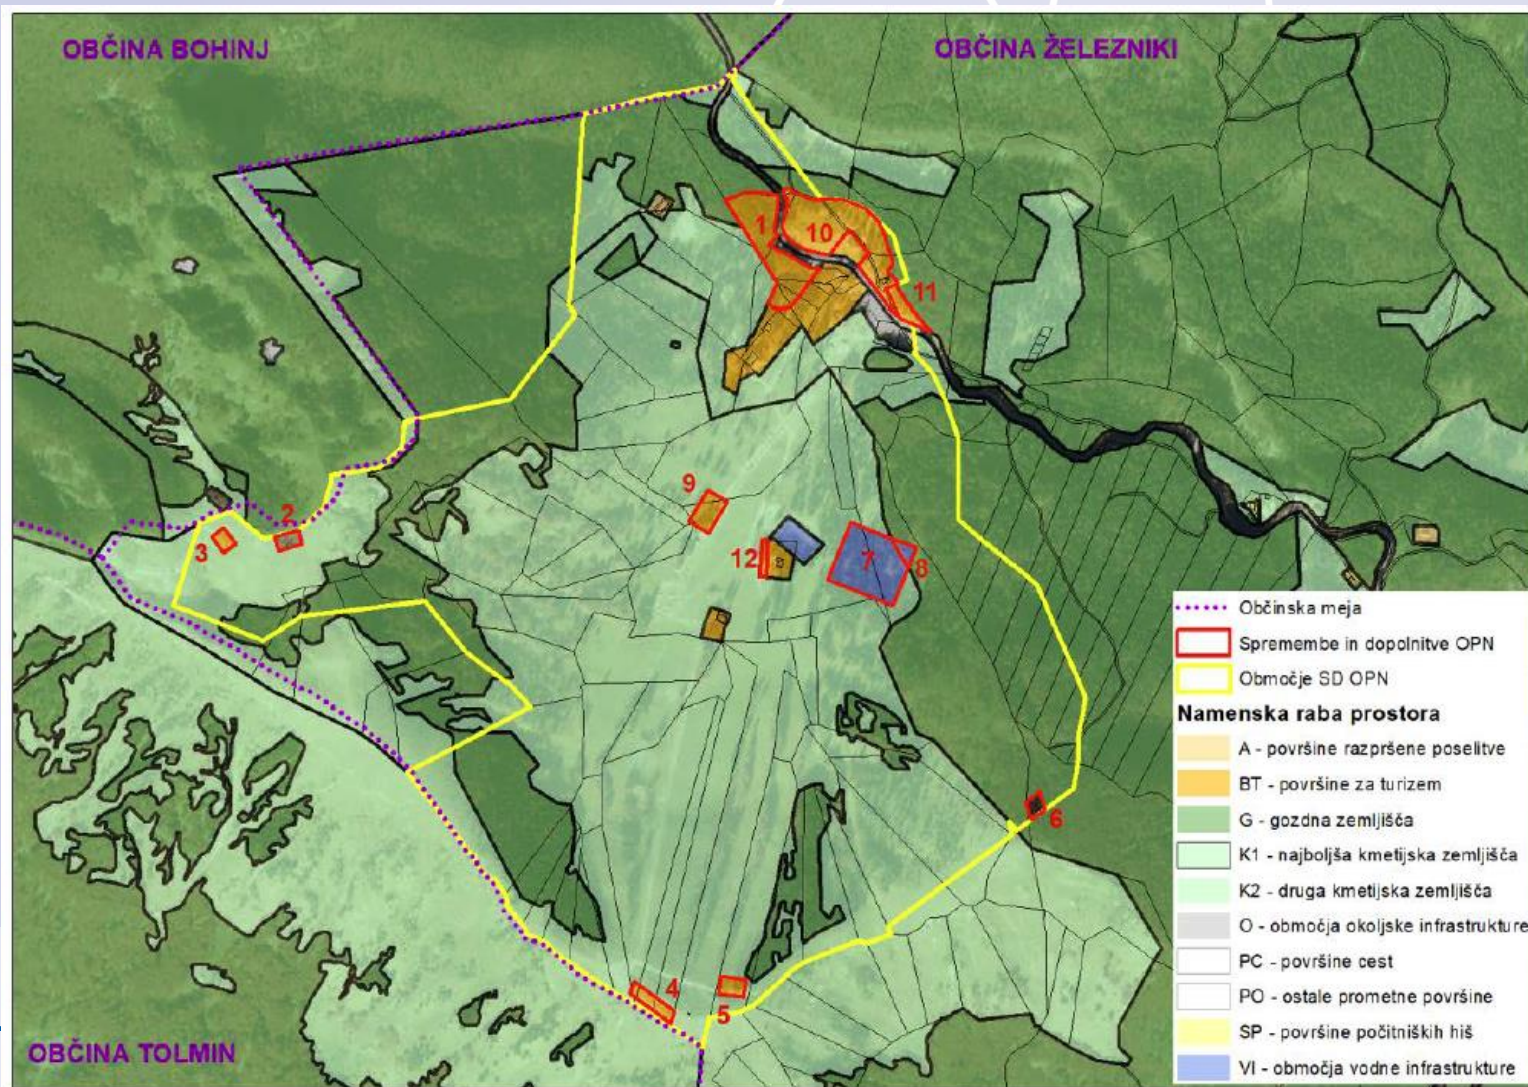 OBČINA BOHINJ
OBČINA ŽELEZNIKI
1
10
11
9
2
3
12
7
8
6
4
5
OBČINA TOLMIN
Občinska meja
Spremembe in dopolnitve OPN
Območje SD OPN
Namenska raba prostora
A - površine razpršene poselitve
BT - površine za turizem
G - gozdna zemljišča
K1 - najboljša kmetijska zemljišča
K2 - druga kmetijska zemljišča
O - območja okoljske infrastrukture
PC - površine cest
PO - ostale prometne površine
SP - površine počitniških hiš
VI - območja vodne infrastrukture